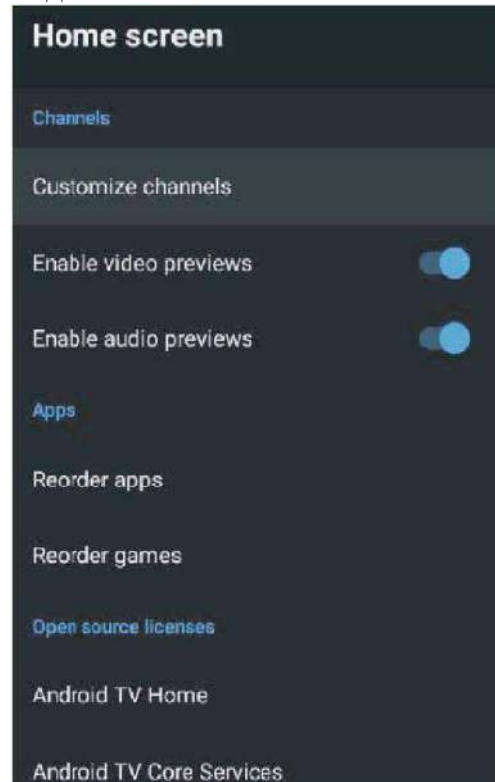 Home screen
Channels
Customize channels
Enable video previews
Enable audio previews
Apps
Reorder apps
Reorder games
Open source licenses
Android TV Home
Android TV Core Services